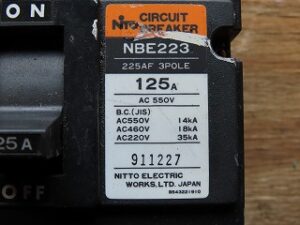 ON
NITTO CIRCUIT
BREAKER
NBE223
225AF 3POLE
125A
AC 550V
B.C.(JIS)
AC550V 14kA
AC460V 18kA
AC220V 35kA
25A
911227
OFF
NITTO ELECTRIC
WORKS,LTD. JAPAN